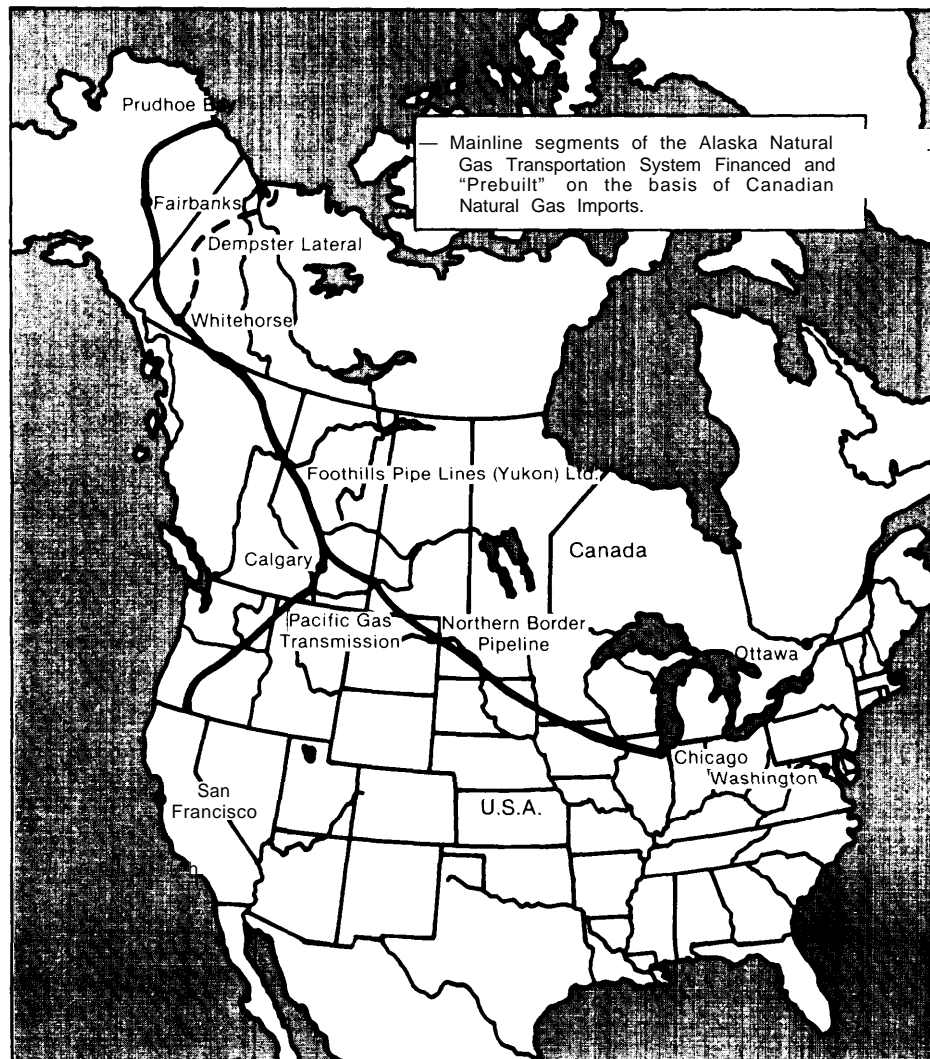 Prudhoe Bay
— Mainline segments of the Alaska Natural
Gas Transportation System Financed and
“Prebuilt” on the basis of Canadian
Natural Gas Imports.
Fairbanks
Dempster Lateral
Whitehorse
Foothills Pipe Lines (Yukon) Ltd.
Calgary
Canada
Pacific Gas
Transmission
Northern Border
Pipeline
Ottawa
Chicago
Washington
San
Francisco
U.S.A.